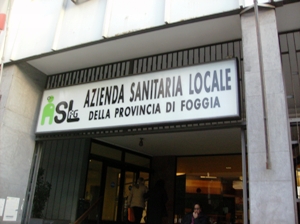 ASL FG
AZIENDA SANITARIA LOCALE
DELLA PROVINCIA DI FOGGIA